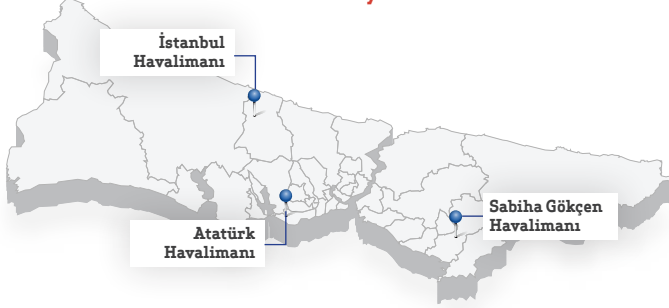 İstanbul
Havalimanı
Atatürk
Havalimanı
Sabiha Gökçen
Havalimanı